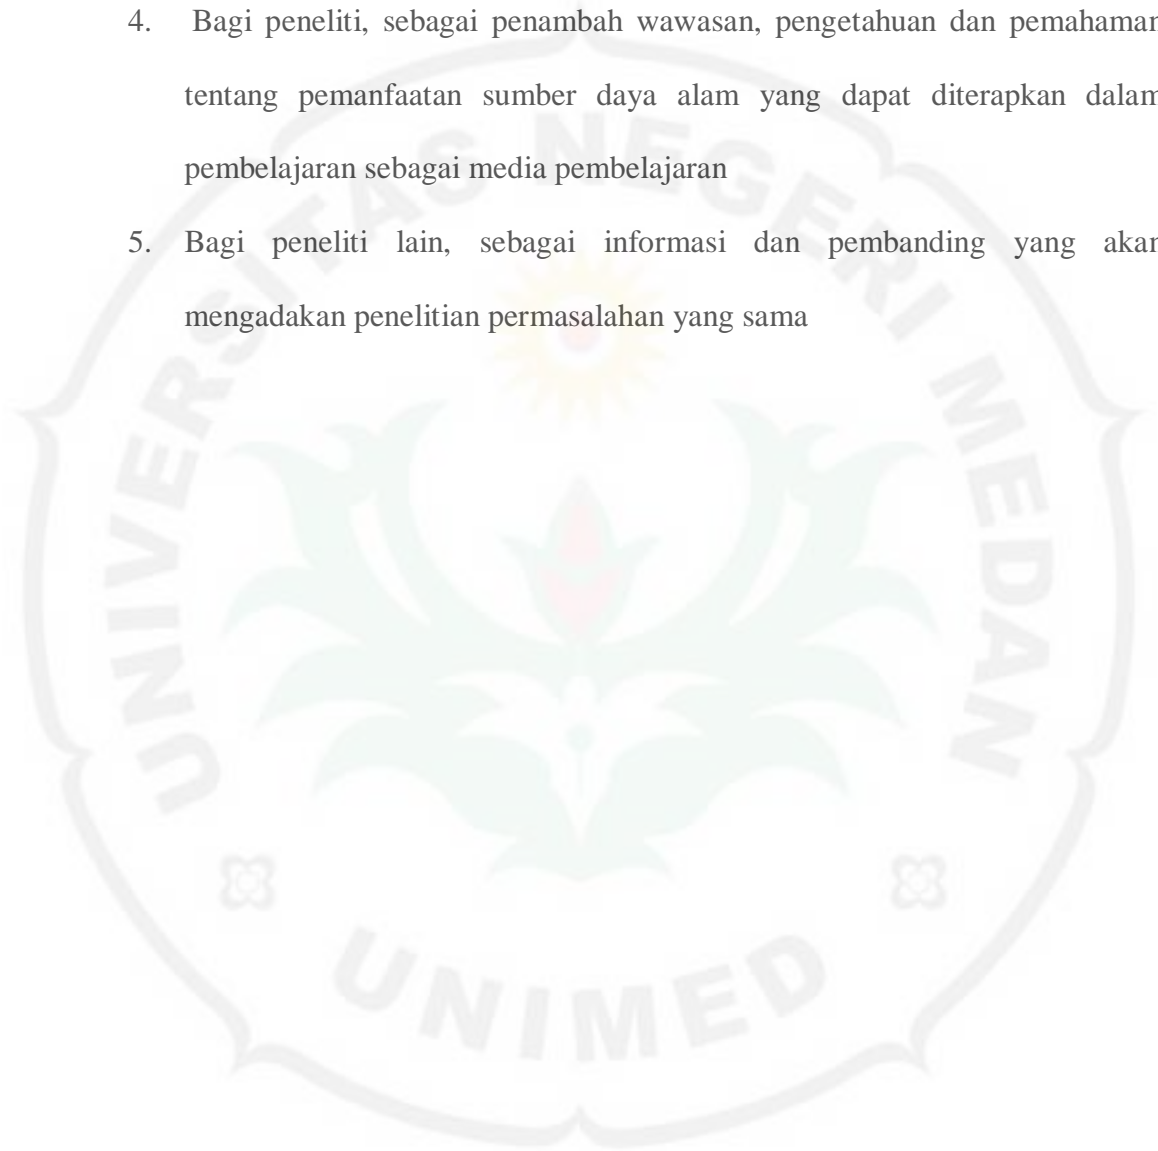 4. Bagi peneliti, sebagai penambah wawasan, pengetahuan dan pemahaman
tentang pemanfaatan sumber daya alam yang dapat diterapkan dalam
pembelajaran sebagai media pembelajaran
5. Bagi peneliti lain, sebagai informasi dan pembanding yang akan
mengadakan penelitian permasalahan yang sama
UNIVERSITAS NEGERI MEDAN
UNIMED